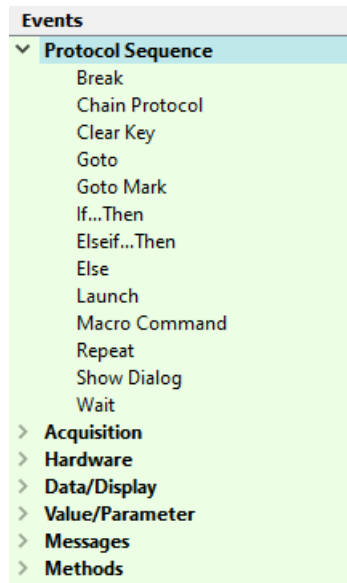 Events
Protocol Sequence
Break
Chain Protocol
Clear Key
Goto
Goto Mark
If...Then
Elseif...Then
Else
Launch
Macro Command
Repeat
Show Dialog
Wait
Acquisition
Hardware
Data/Display
Value/Parameter
Messages
Methods